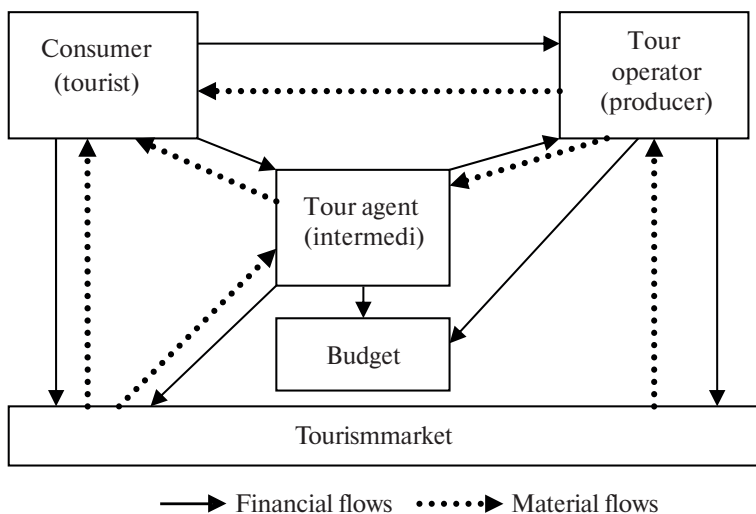 Consumer
(tourist)
Tour
operator
(producer)
Tour agent
(intermedi)
Budget
Tourismmarket
Financial flows
Material flows